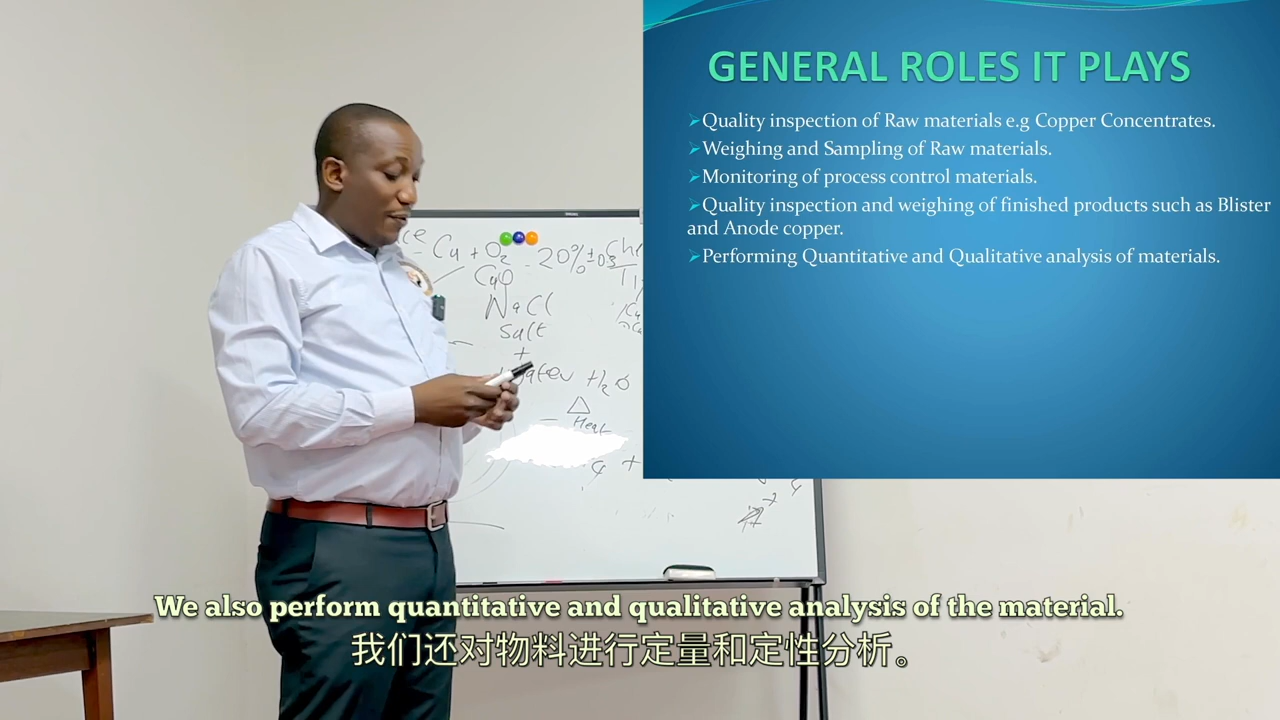 GENERAL ROLES IT PLAYS
➢Quality inspection of Raw materials e.g Copper Concentrates.
➢Weighing and Sampling of Raw materials.
➢Monitoring of process control materials.
➢Quality inspection and weighing of finished products such as Blister
and Anode copper.
➢Performing Quantitative and Qualitative analysis of materials.
Cu + O₂
20%±0.3
NaCl
Salt
+
+H₂O
△
Heat
We also perform quantitative and qualitative analysis of the material.
我们还对物料进行定量和定性分析。